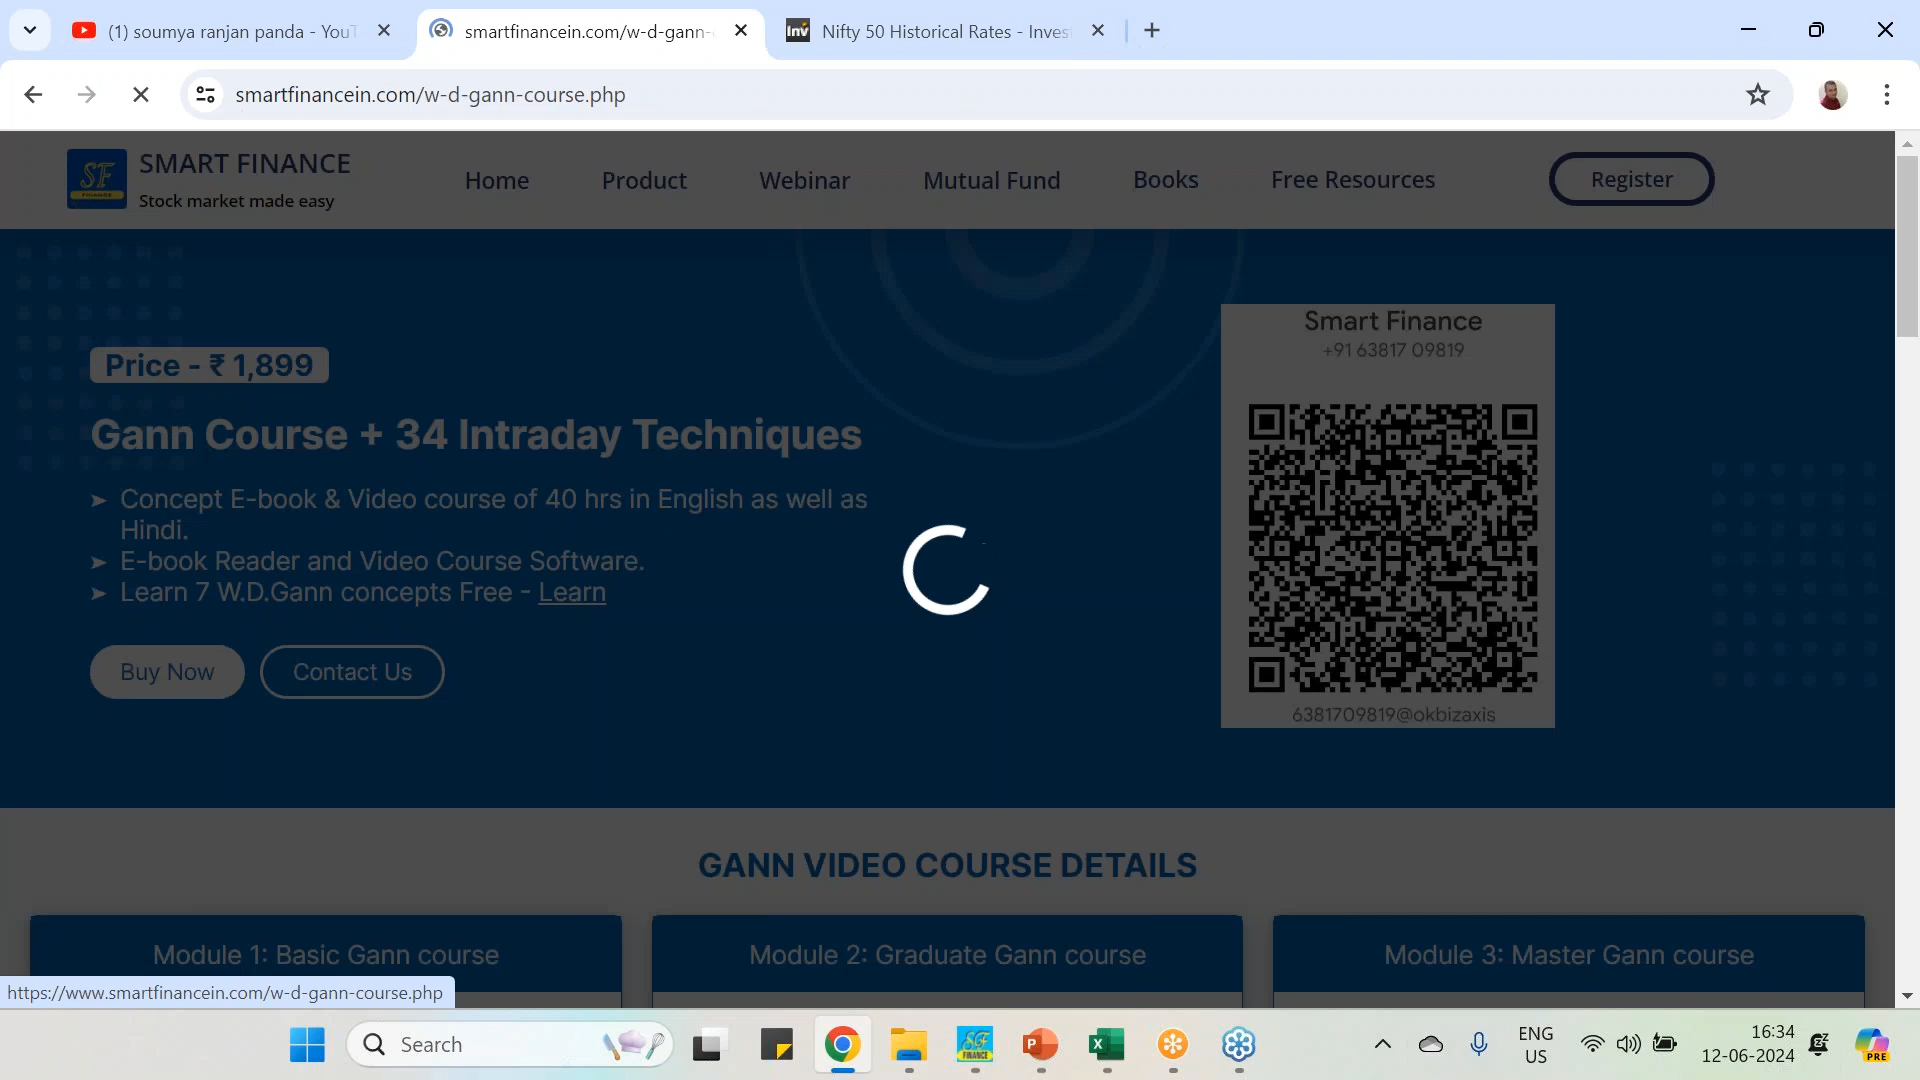 (1) soumya ranjan panda - YouT
smartfinancein.com/w-d-gann-
Nifty 50 Historical Rates - Inves
smartfinancein.com/w-d-gann-course.php
SF
FINANCE
SMART FINANCE
Stock market made easy
Home
Product
Webinar
Mutual Fund
Books
Free Resources
Register
Price - ₹ 1,899
Gann Course + 34 Intraday Techniques
➤ Concept E-book & Video course of 40 hrs in English as well as
Hindi.
➤ E-book Reader and Video Course Software.
➤ Learn 7 W.D.Gann concepts Free - Learn
Buy Now
Contact Us
Smart Finance
+91 63817 09819
6381709819@okbizaxis
GANN VIDEO COURSE DETAILS
Module 1: Basic Gann course
Module 2: Graduate Gann course
Module 3: Master Gann course
https://www.smartfinancein.com/w-d-gann-course.php
Search
ENG
US
16:34
12-06-2024
PRE